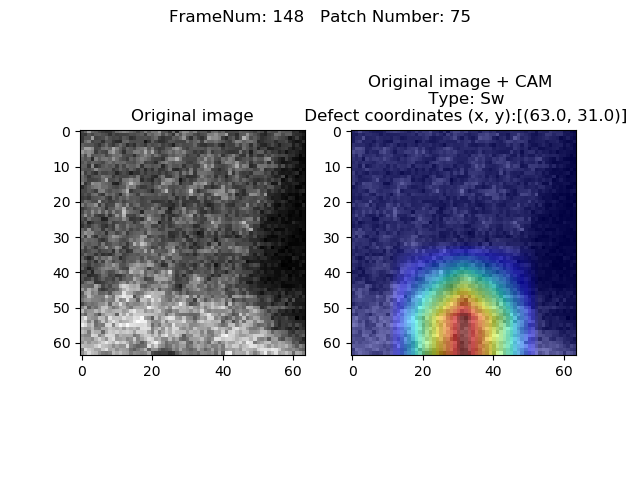 FrameNum: 148   Patch Number: 75
Original image
Original image + CAM
Type: Sw
Defect coordinates (x, y):[(63.0, 31.0)]
0
10
20
30
40
50
60
0 20 40 60
0
10
20
30
40
50
60
0 20 40 60